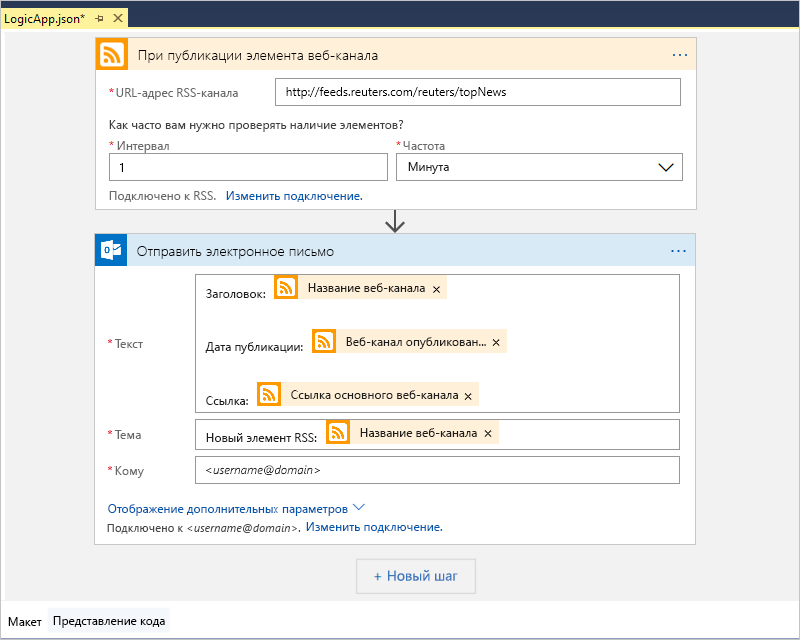 LogicApp.json*
При публикации элемента веб-канала
* URL-адрес RSS-канала http://feeds.reuters.com/reuters/topNews
Как часто вам нужно проверять наличие элементов?
* Интервал * Частота
1 Минута
Подключено к RSS. Изменить подключение.
Отправить электронное письмо
Заголовок: Название веб-канала ×
* Текст
Дата публикации: Веб-канал опубликован... ×
Ссылка: Ссылка основного веб-канала ×
* Тема Новый элемент RSS: Название веб-канала ×
* Кому <username@domain>
Отображение дополнительных параметров
Подключено к <username@domain>. Изменить подключение.
+ Новый шаг
Макет Представление кода